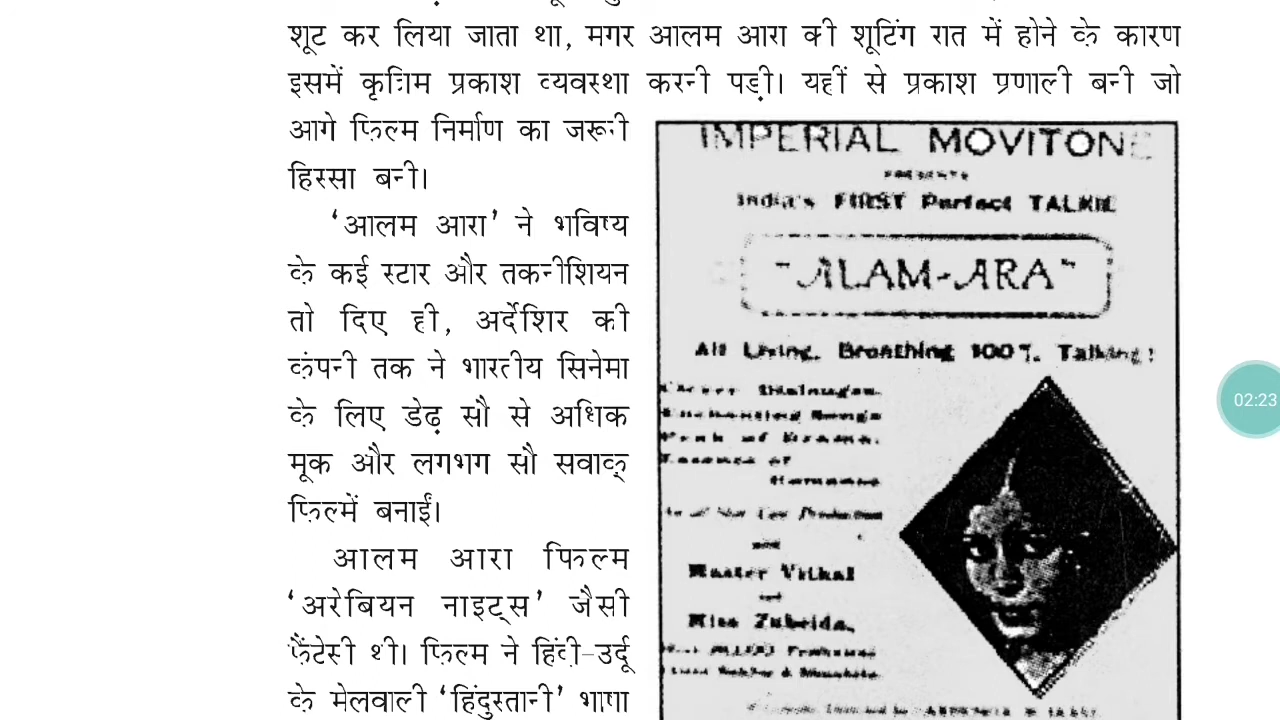 शूट कर लिया जाता था, मगर आलम आरा की शूटिंग रात में होने के कारण
इसमें कृत्रिम प्रकाश व्यवस्था करनी पड़ी। यहीं से प्रकाश प्रणाली बनी जो
आगे फिल्म निर्माण का जरूरी
हिस्सा बनी।
‘आलम आरा’ ने भविष्य
के कई स्टार और तकनीशियन
तो दिए ही, अर्देशिर की
कंपनी तक ने भारतीय सिनेमा
के लिए डेढ़ सौ से अधिक
मूक और लगभग सौ सवाक्
फिल्में बनाईं।
आलम आरा फिल्म
‘अरेबियन नाइट्स’ जैसी
फैंटेसी थी। फिल्म ने हिंदी-उर्दू
के मेलवाली ‘हिंदुस्तानी’ भाषा
IMPERIAL MOVITONE
PRESENTS
India's FIRST Perfect TALKIE
"ALAM-ARA"
All Living. Breathing 100%. Talking!
Master Vithal
and
Miss Zubeida.
02:23